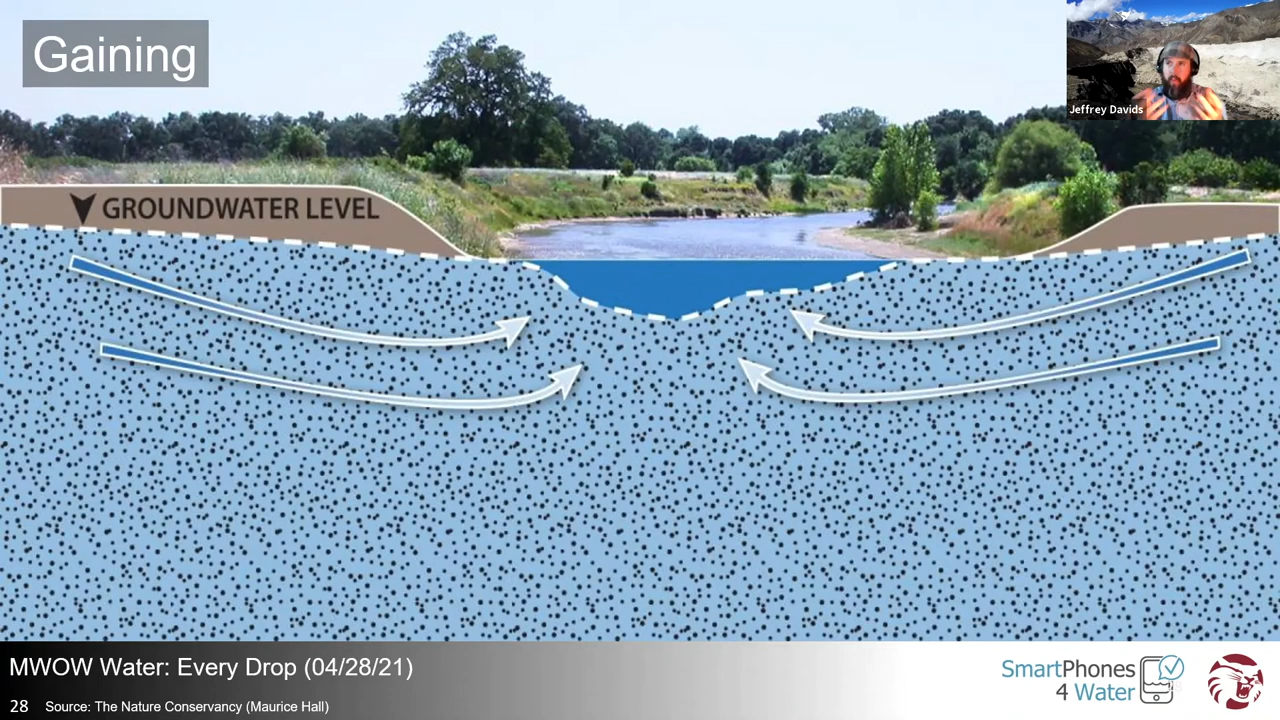 Gaining
Jeffrey Davids
GROUNDWATER LEVEL
MWOW Water: Every Drop (04/28/21)
SmartPhones
4 Water
28 Source: The Nature Conservancy (Maurice Hall)